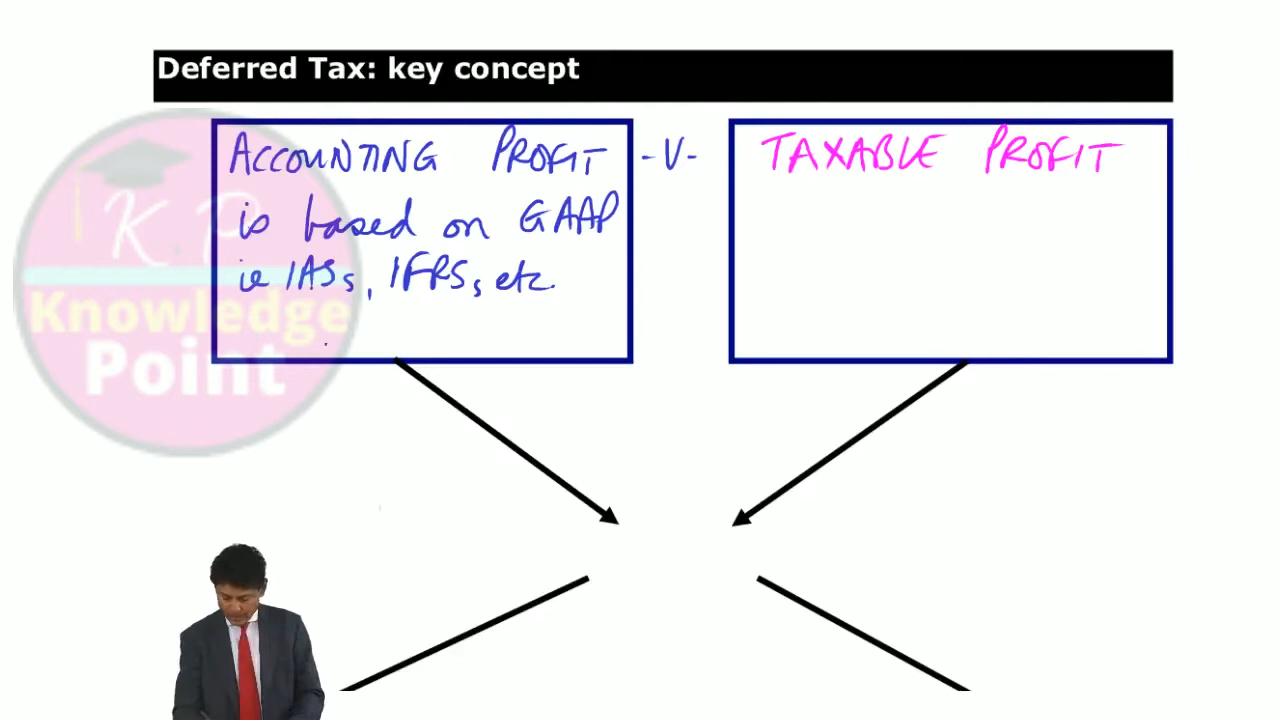 Deferred Tax: key concept
ACCOUNTING PROFIT -V- TAXABLE PROFIT
is based on GAAP
ie IASs, IFRSs etc.
K.P
Knowledge
Point